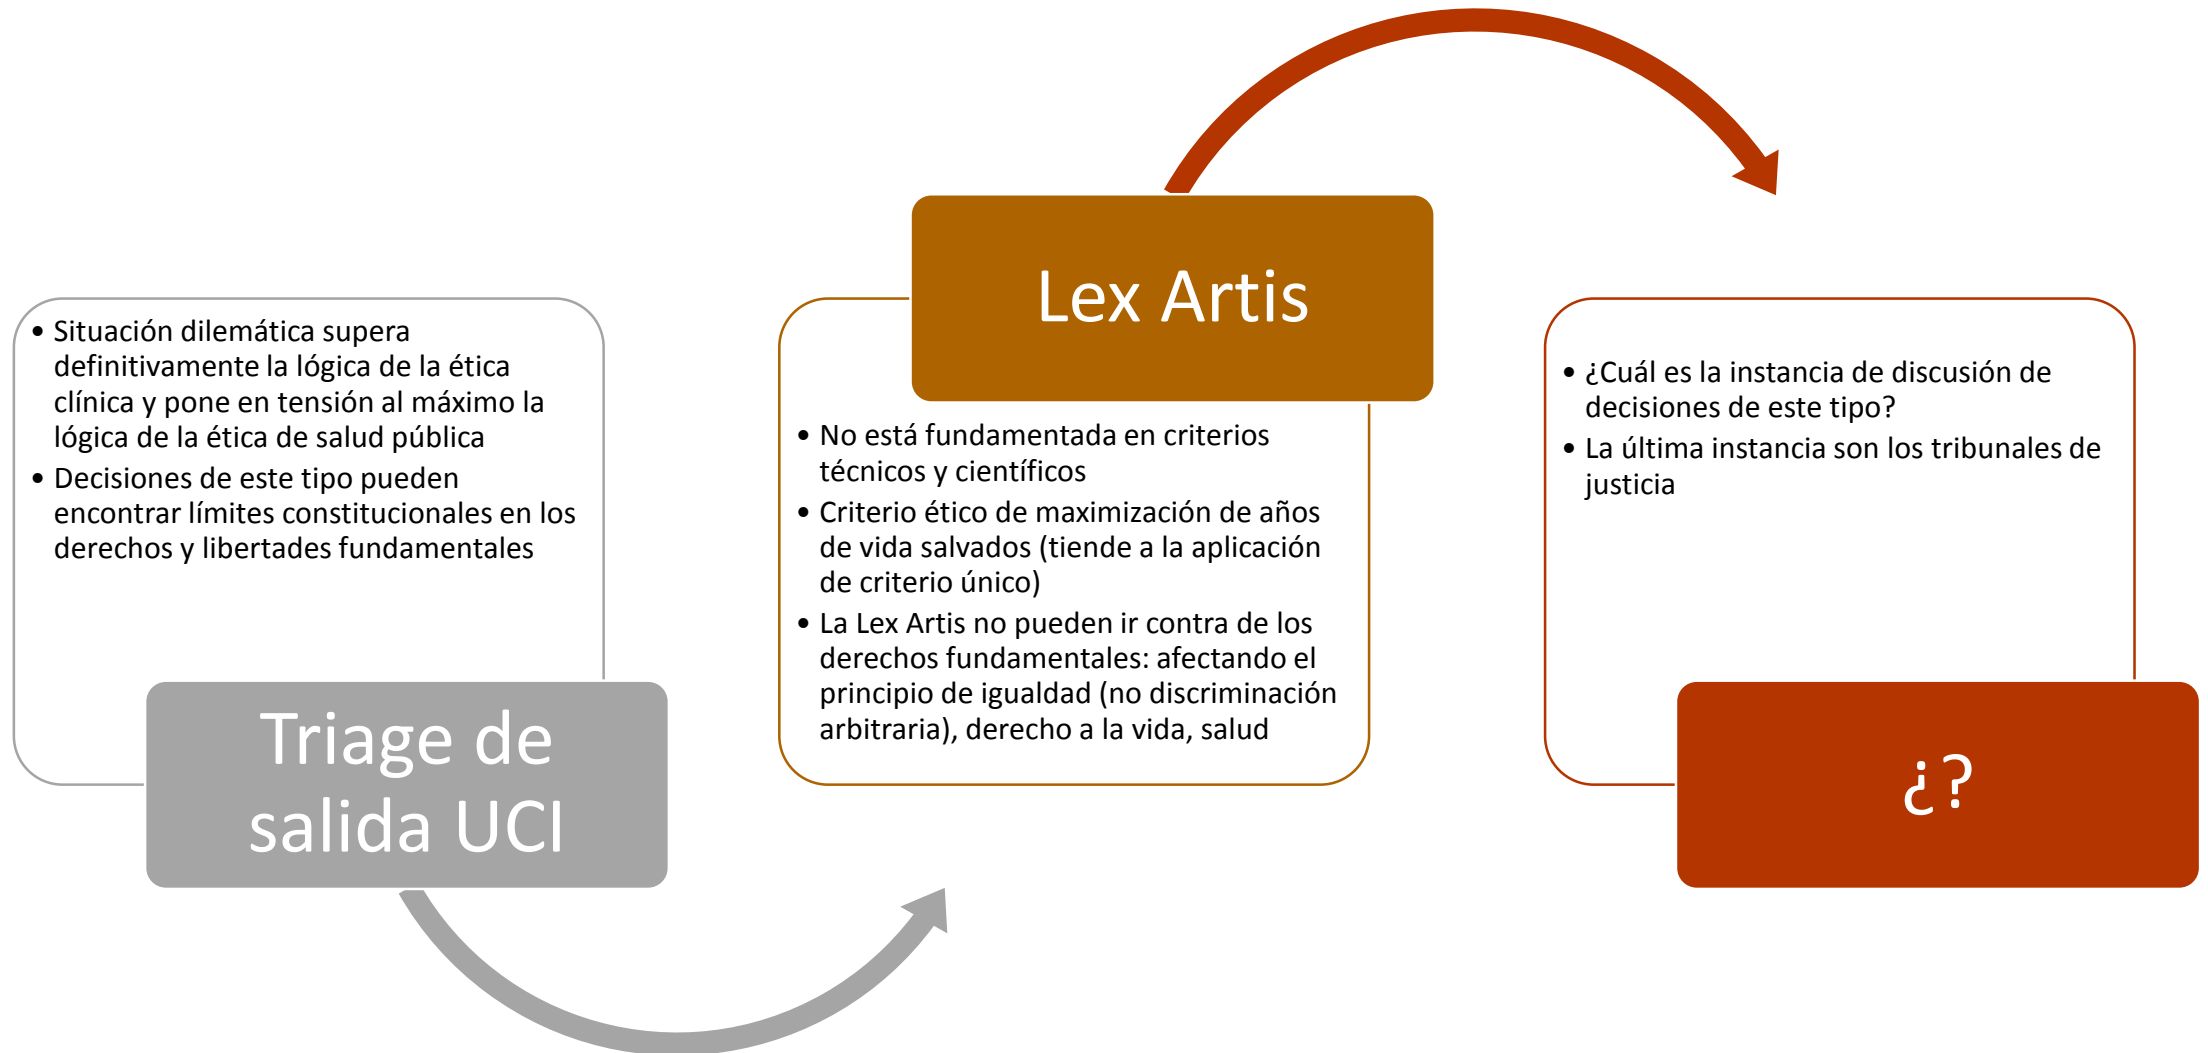 • Situación dilemática supera
definitivamente la lógica de la ética
clínica y pone en tensión al máximo la
lógica de la ética de salud pública
• Decisiones de este tipo pueden
encontrar límites constitucionales en los
derechos y libertades fundamentales
Triage de
salida UCI
Lex Artis
• No está fundamentada en criterios
técnicos y científicos
• Criterio ético de maximización de años
de vida salvados (tiende a la aplicación
de criterio único)
• La Lex Artis no pueden ir contra de los
derechos fundamentales: afectando el
principio de igualdad (no discriminación
arbitraria), derecho a la vida, salud
• ¿Cuál es la instancia de discusión de
decisiones de este tipo?
• La última instancia son los tribunales de
justicia
¿?